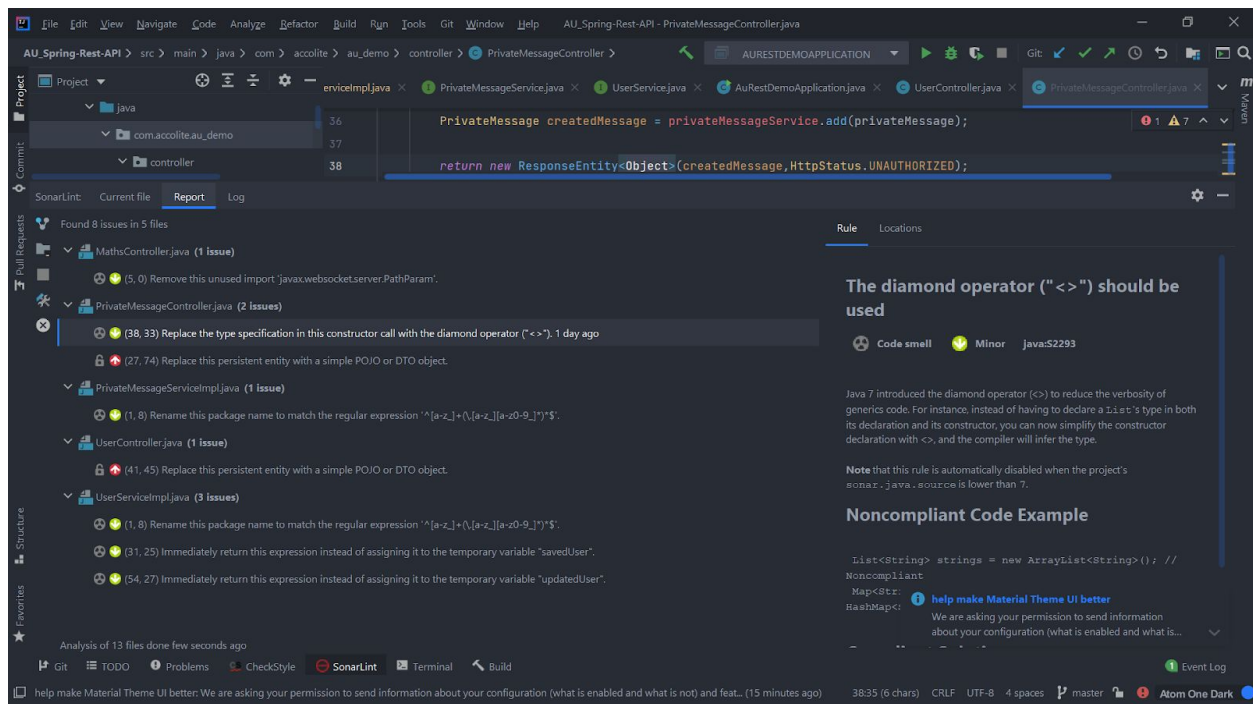 File Edit View Navigate Code Analyze Refactor Build Run Tools Git Window Help AU_Spring-Rest-API - PrivateMessageController.java
AU_Spring-Rest-API > src > main > java > com > accolite > au_demo > controller > PrivateMessageController > AURESTDEMOAPPLICATION Git:
Project
erviceImpl.java PrivateMessageService.java UserService.java AuRestDemoApplication.java UserController.java PrivateMessageController.java
Project
Commit
Pull Requests
Structure
Favorites
m Maven
java
com.accolite.au_demo
controller
36 PrivateMessage createdMessage = privateMessageService.add(privateMessage);
1 7
37
38 return new ResponseEntity<Object>(createdMessage,HttpStatus.UNAUTHORIZED);
SonarLint: Current file Report Log
Found 8 issues in 5 files
MathsController.java (1 issue)
(5, 0) Remove this unused import 'javax.websocket.server.PathParam'.
PrivateMessageController.java (2 issues)
(38, 33) Replace the type specification in this constructor call with the diamond operator ("<>"). 1 day ago
(27, 74) Replace this persistent entity with a simple POJO or DTO object.
PrivateMessageServiceImpl.java (1 issue)
(1, 8) Rename this package name to match the regular expression '^[a-z_]+(\.[a-z_][a-z0-9_]*)*$'.
UserController.java (1 issue)
(41, 45) Replace this persistent entity with a simple POJO or DTO object.
UserServiceImpl.java (3 issues)
(1, 8) Rename this package name to match the regular expression '^[a-z_]+(\.[a-z_][a-z0-9_]*)*$'.
(31, 25) Immediately return this expression instead of assigning it to the temporary variable "savedUser".
(54, 27) Immediately return this expression instead of assigning it to the temporary variable "updatedUser".
Analysis of 13 files done few seconds ago
Rule Locations
The diamond operator ("<>") should be
used
Code smell Minor java:S2293
Java 7 introduced the diamond operator (<>) to reduce the verbosity of
generics code. For instance, instead of having to declare a List's type in both
its declaration and its constructor, you can now simplify the constructor
declaration with <>, and the compiler will infer the type.
Note that this rule is automatically disabled when the project's
sonar.java.source is lower than 7.
Noncompliant Code Example
List<String> strings = new ArrayList<String>(); //
Noncompliant
Map<Str
HashMap<
help make Material Theme UI better
We are asking your permission to send information
about your configuration (what is enabled and what is...
Git TODO Problems CheckStyle SonarLint Terminal Build 1 Event Log
help make Material Theme UI better: We are asking your permission to send information about your configuration (what is enabled and what is not) and feat... (15 minutes ago) 38:35 (6 chars) CRLF UTF-8 4 spaces master Atom One Dark